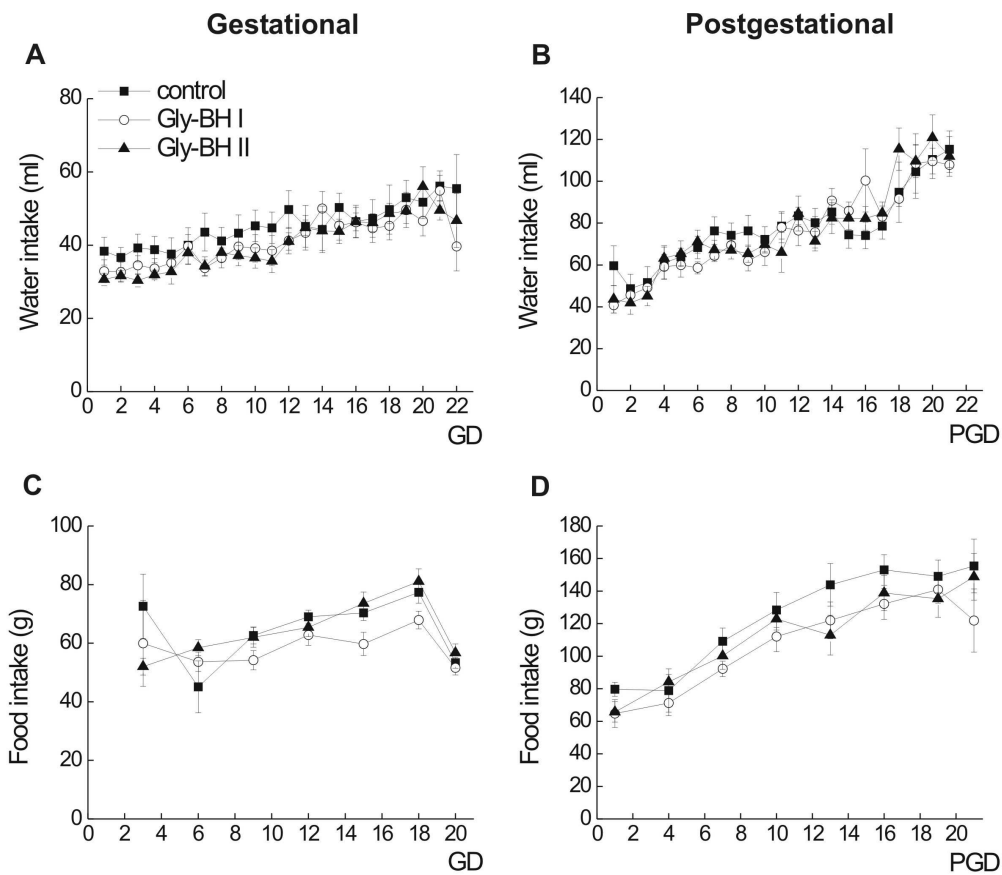 Gestational
Postgestational
A
B
control
Gly-BH I
Gly-BH II
Water intake (ml)
80
60
40
20
0
0 2 4 6 8 10 12 14 16 18 20 22
GD
Water intake (ml)
140
120
100
80
60
40
20
0
0 2 4 6 8 10 12 14 16 18 20 22
PGD
C
D
Food intake (g)
100
80
60
40
20
0
0 2 4 6 8 10 12 14 16 18 20
GD
Food intake (g)
180
160
140
120
100
80
60
40
20
0
0 2 4 6 8 10 12 14 16 18 20
PGD